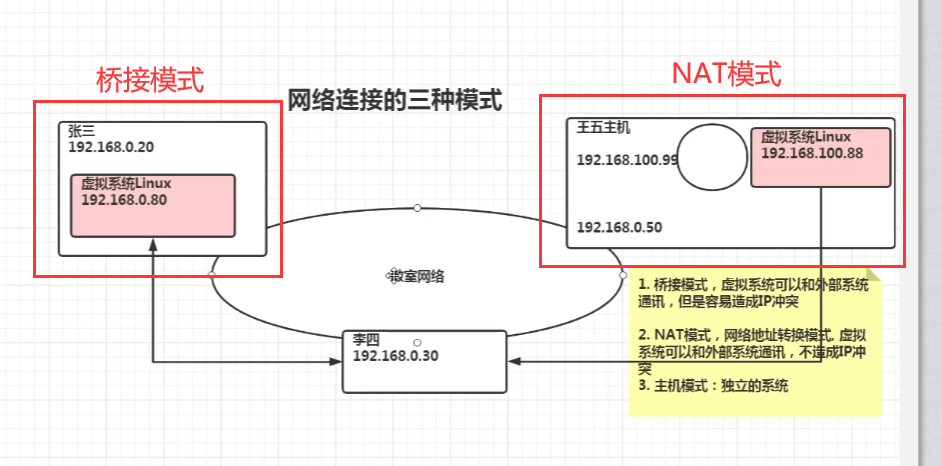 桥接模式
NAT模式
网络连接的三种模式
张三
192.168.0.20
虚拟系统Linux
192.168.0.80
王五主机
192.168.100.99
虚拟系统Linux
192.168.100.88
192.168.0.50
教室网络
李四
192.168.0.30
1. 桥接模式，虚拟系统可以和外部系统
通讯，但是容易造成IP冲突
2. NAT模式，网络地址转换模式. 虚拟
系统可以和外部系统通讯，不造成IP冲
突
3. 主机模式：独立的系统